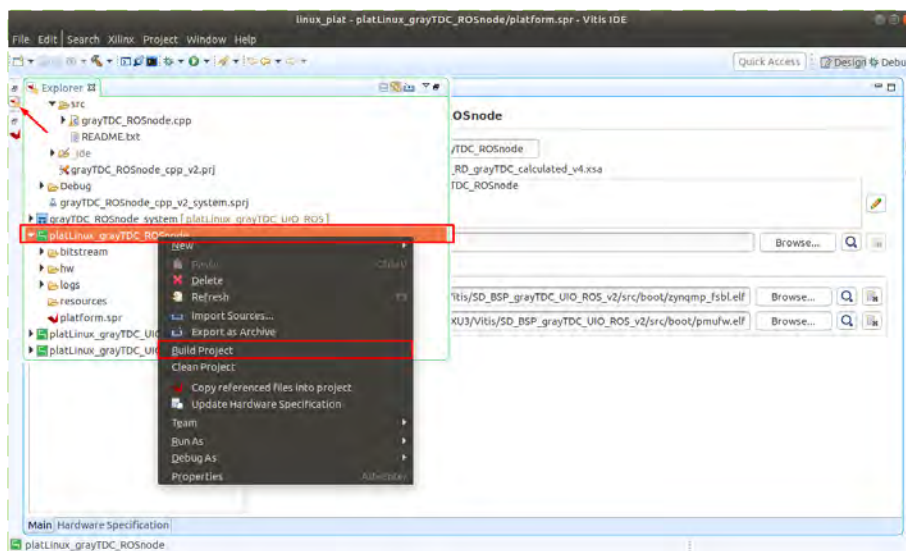 linux_plat - platLinux_grayTDC_ROSnode/platform.spr - Vitis IDE
File Edit Search Xilinx Project Window Help
Quick Access Design Debu
Explorer
src
grayTDC_ROSnode.cpp
README.txt
_ide
grayTDC_ROSnode_cpp_v2.prj
Debug
grayTDC_ROSnode_cpp_v2_system.sprj
grayTDC_ROSnode_system [ platLinux_grayTDC_UIO_ROS ]
platLinux_grayTDC_ROSnode
bitstream
hw
logs
resources
platform.spr
platLinux_grayTDC_UIO
platLinux_grayTDC_UIO
New
Paste
Delete
Refresh
Import Sources...
Export as Archive
Build Project
Clean Project
Copy referenced files into project
Update Hardware Specification
Team
Run As
Debug As
Properties
OSnode
/TDC_ROSnode
_RD_grayTDC_calculated_v4.xsa
TDC_ROSnode
Browse...
itis/SD_BSP_grayTDC_UIO_ROS_v2/src/boot/zynqmp_fsbl.elf Browse...
XU3/Vitis/SD_BSP_grayTDC_UIO_ROS_v2/src/boot/pmufw.elf Browse...
Main Hardware Specification
platLinux_grayTDC_ROSnode